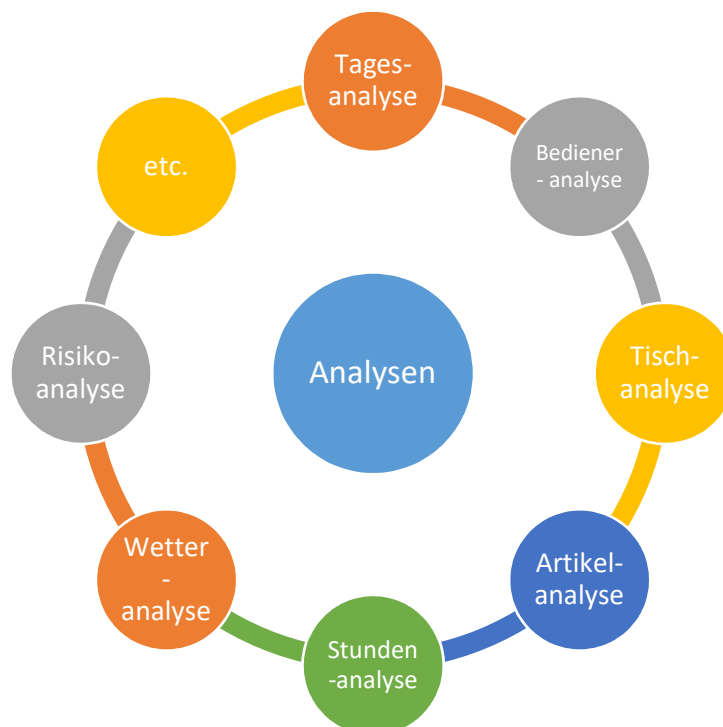 Tages-
analyse
Bediener
- analyse
Tisch-
analyse
Artikel-
analyse
Stunden
-analyse
Wetter
-
analyse
Risiko-
analyse
etc.
Analysen